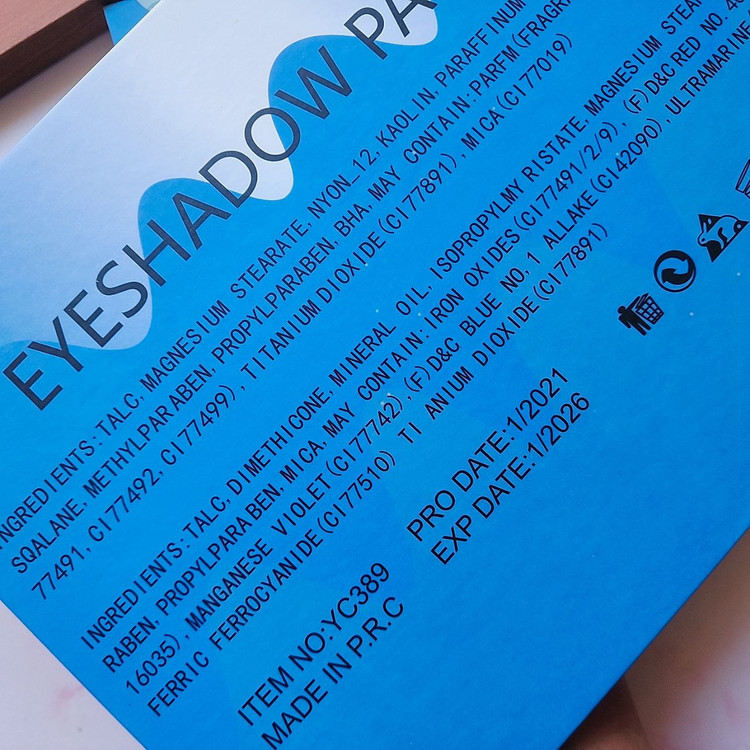 EYESHADOW PA
INGREDIENTS:TALC, MAGNESIUM STEARATE, NYON_12, KAOLIN, PARAFFINUM
SQALANE, METHYLPARABEN, PROPYLPARABEN, BHA, MAY CONTAIN:PARFM(FRAGRA
77491, CI77492, CI77499), TITANIUM DIOXIDE(CI77891), MICA(CI77019)
INGREDIENTS:TALC, DIMETHICONE, MINERAL OIL, ISOPROPYLMY RISTATE, MAGNESIUM STEAR
RABEN, PROPYLPARABEN, MICA, MAY CONTAIN:IRON OXIDES(CI77491/2/9), (F)D&C RED NO.
16035), MANGANESE VIOLET(CI77742), (F)D&C BLUE NO,1 ALLAKE(CI42090), ULTRAMARINE
FERRIC FERROCYANIDE(CI77510) TI ANIUM DIOXIDE(CI77891)
PRO DATE:1/2021
EXP DATE:1/2026
ITEM NO:YC389
MADE IN P.R.C